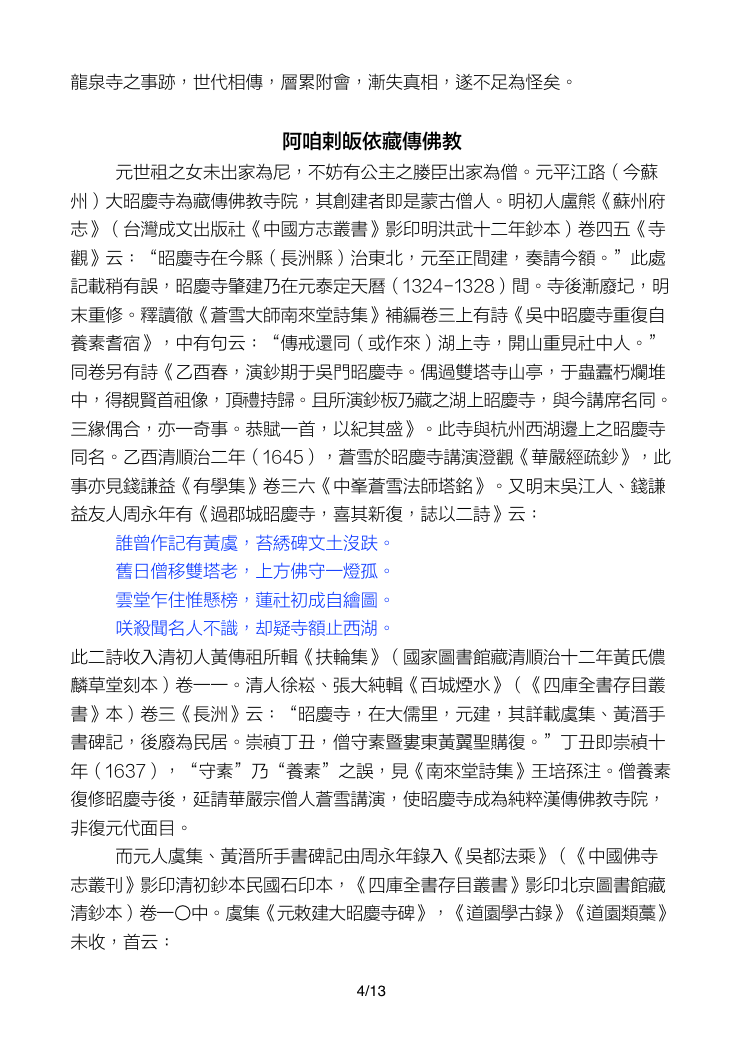 龍泉寺之事跡，世代相傳，層累附會，漸失真相，遂不足為怪矣。
阿咱剌皈依藏傳佛教
元世祖之女未出家為尼，不妨有公主之媵臣出家為僧。元平江路（今蘇
州）大昭慶寺為藏傳佛教寺院，其創建者即是蒙古僧人。明初人盧熊《蘇州府
志》（台灣成文出版社《中國方志叢書》影印明洪武十二年鈔本）卷四五《寺
觀》云：“昭慶寺在今縣（長洲縣）治東北，元至正間建，奏請今額。”此處
記載稍有誤，昭慶寺肇建乃在元泰定天曆（1324-1328）間。寺後漸廢圮，明
末重修。釋讀徹《蒼雪大師南來堂詩集》補編卷三上有詩《吳中昭慶寺重復自
養素耆宿》，中有句云：“傳戒還同（或作來）湖上寺，開山重見社中人。”
同卷另有詩《乙酉春，演鈔期于吳門昭慶寺。偶過雙塔寺山亭，于蟲蠹朽爛堆
中，得覩賢首祖像，頂禮持歸。且所演鈔板乃藏之湖上昭慶寺，與今講席名同。
三緣偶合，亦一奇事。恭賦一首，以紀其盛》。此寺與杭州西湖邊上之昭慶寺
同名。乙酉清順治二年（1645），蒼雪於昭慶寺講演澄觀《華嚴經疏鈔》，此
事亦見錢謙益《有學集》卷三六《中峯蒼雪法師塔銘》。又明末吳江人、錢謙
益友人周永年有《過郡城昭慶寺，喜其新復，誌以二詩》云：
誰曾作記有黃虞，苔綉碑文土沒趺。
舊日僧移雙塔老，上方佛守一燈孤。
雲堂乍住惟懸榜，蓮社初成自繪圖。
咲殺聞名人不識，却疑寺額止西湖。
此二詩收入清初人黃傳祖所輯《扶輪集》（國家圖書館藏清順治十二年黃氏儂
麟草堂刻本）卷一一。清人徐崧、張大純輯《百城煙水》（《四庫全書存目叢
書》本）卷三《長洲》云：“昭慶寺，在大儒里，元建，其詳載虞集、黃溍手
書碑記，後廢為民居。崇禎丁丑，僧守素暨婁東黃翼聖購復。”丁丑即崇禎十
年（1637），“守素”乃“養素”之誤，見《南來堂詩集》王培孫注。僧養素
復修昭慶寺後，延請華嚴宗僧人蒼雪講演，使昭慶寺成為純粹漢傳佛教寺院，
非復元代面目。
而元人虞集、黃溍所手書碑記由周永年錄入《吳都法乘》（《中國佛寺
志叢刊》影印清初鈔本民國石印本，《四庫全書存目叢書》影印北京圖書館藏
清鈔本）卷一〇中。虞集《元敕建大昭慶寺碑》，《道園學古錄》《道園類藁》
未收，首云：
4/13